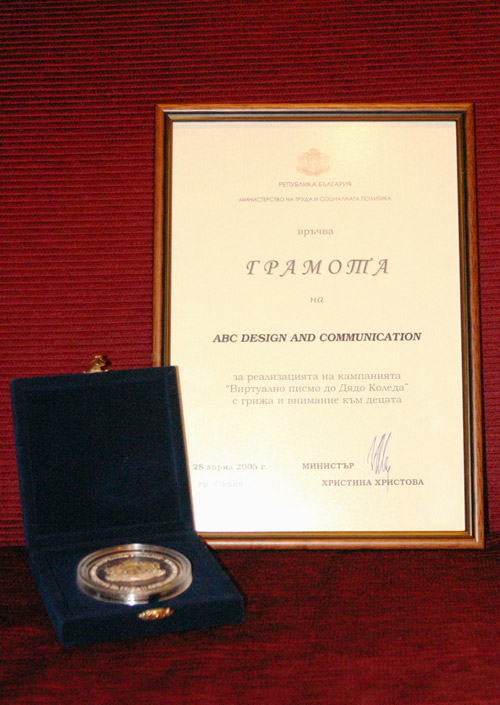 РЕПУБЛИКА БЪЛГАРИЯ
МИНИСТЕРСТВО НА ТРУДА И СОЦИАЛНАТА ПОЛИТИКА
връчва
ГРАМОТА
на
ABC DESIGN AND COMMUNICATION
за реализацията на кампанията
"Виртуално писмо до Дядо Коледа"
с грижа и внимание към децата
28 април 2005 г.
МИНИСТЪР
гр. София
ХРИСТИНА ХРИСТОВА